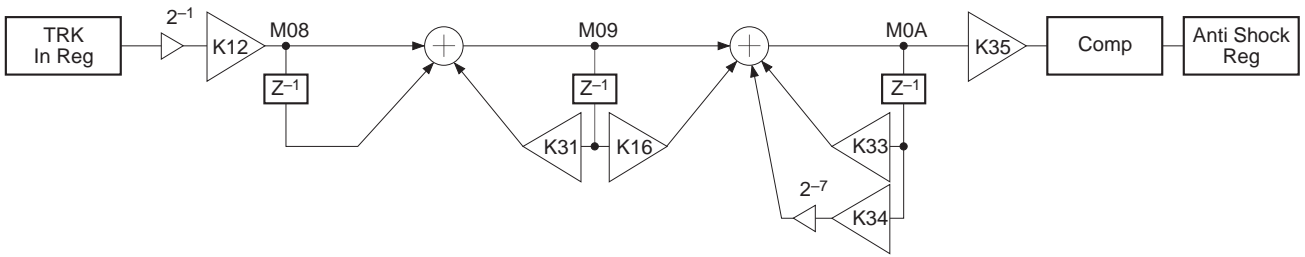 TRK
In Reg
2⁻¹
K12
M08
Z⁻¹
M09
Z⁻¹
K31
K16
M0A
Z⁻¹
K33
2⁻⁷
K34
K35
Comp
Anti Shock
Reg